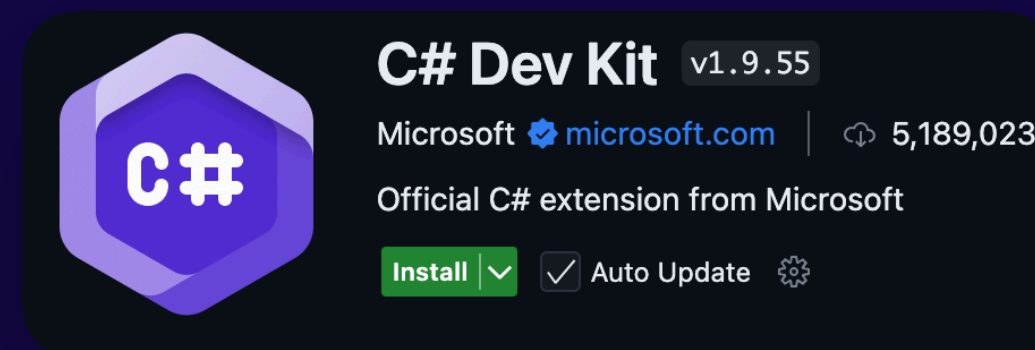 C#
C# Dev Kit v1.9.55
Microsoft microsoft.com 5,189,023
Official C# extension from Microsoft
Install Auto Update